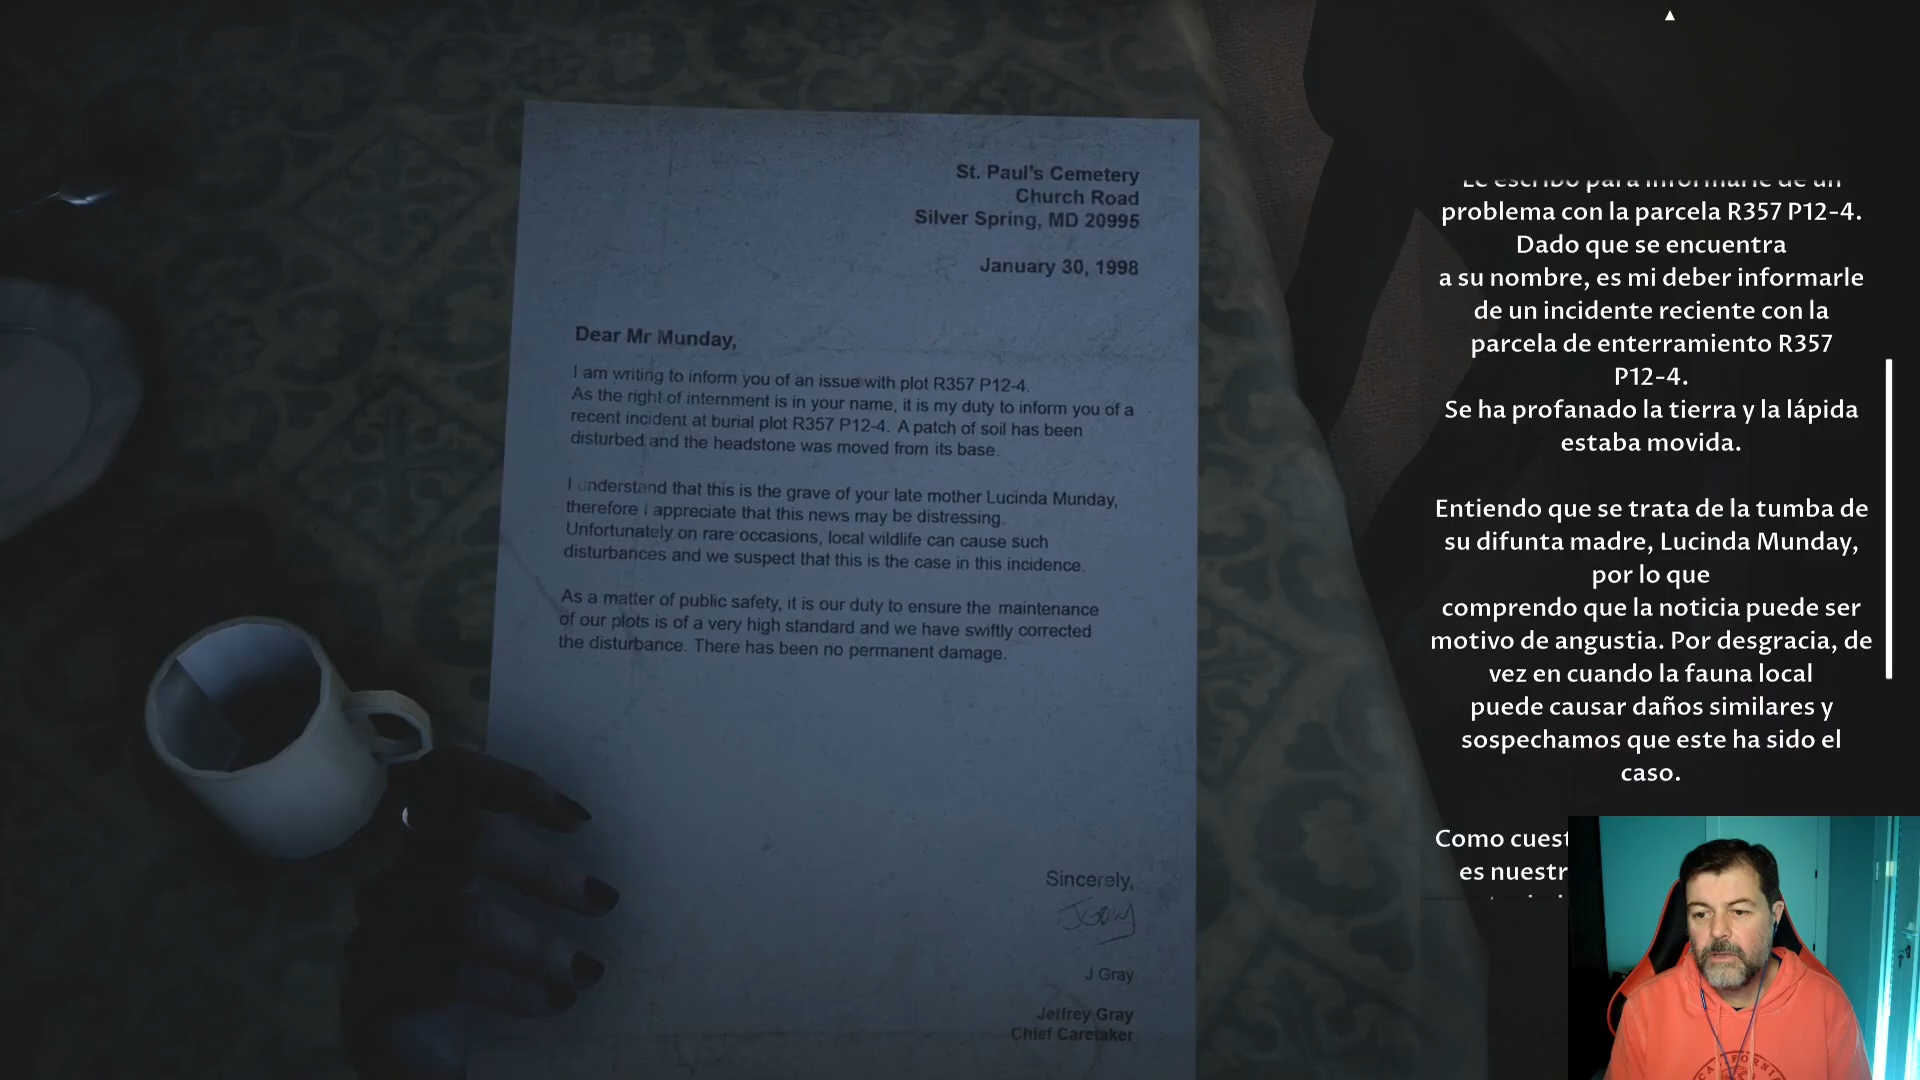 St. Paul's Cemetery
Church Road
Silver Spring, MD 20995
January 30, 1998
Dear Mr Munday,
I am writing to inform you of an issue with plot R357 P12-4.
As the right of internment is in your name, it is my duty to inform you of a
recent incident at burial plot R357 P12-4. A patch of soil has been
disturbed and the headstone was moved from its base.
I understand that this is the grave of your late mother Lucinda Munday,
therefore I appreciate that this news may be distressing.
Unfortunately on rare occasions, local wildlife can cause such
disturbances and we suspect that this is the case in this incidence.
As a matter of public safety, it is our duty to ensure the maintenance
of our plots is of a very high standard and we have swiftly corrected
the disturbance. There has been no permanent damage.
Sincerely,
JGray
J Gray
Jeffrey Gray
Chief Caretaker
Le escribo para informarle de un
problema con la parcela R357 P12-4.
Dado que se encuentra
a su nombre, es mi deber informarle
de un incidente reciente con la
parcela de enterramiento R357
P12-4.
Se ha profanado la tierra y la lápida
estaba movida.
Entiendo que se trata de la tumba de
su difunta madre, Lucinda Munday,
por lo que
comprendo que la noticia puede ser
motivo de angustia. Por desgracia, de
vez en cuando la fauna local
puede causar daños similares y
sospechamos que este ha sido el
caso.
Como cuest
es nuestr